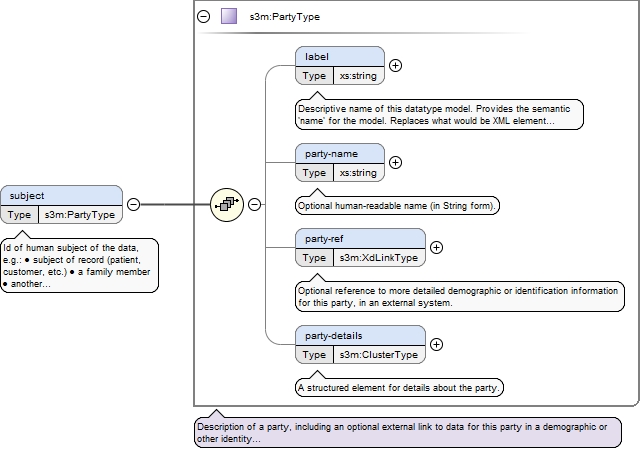 s3m:PartyType
label
Type xs:string
Descriptive name of this datatype model. Provides the semantic
'name' for the model. Replaces what would be XML element...
party-name
Type xs:string
Optional human-readable name (in String form).
subject
Type s3m:PartyType
Id of human subject of the data,
e.g.: ● subject of record (patient,
customer, etc.) ● a family member
● another...
party-ref
Type s3m:XdLinkType
Optional reference to more detailed demographic or identification information
for this party, in an external system.
party-details
Type s3m:ClusterType
A structured element for details about the party.
Description of a party, including an optional external link to data for this party in a demographic or
other identity...